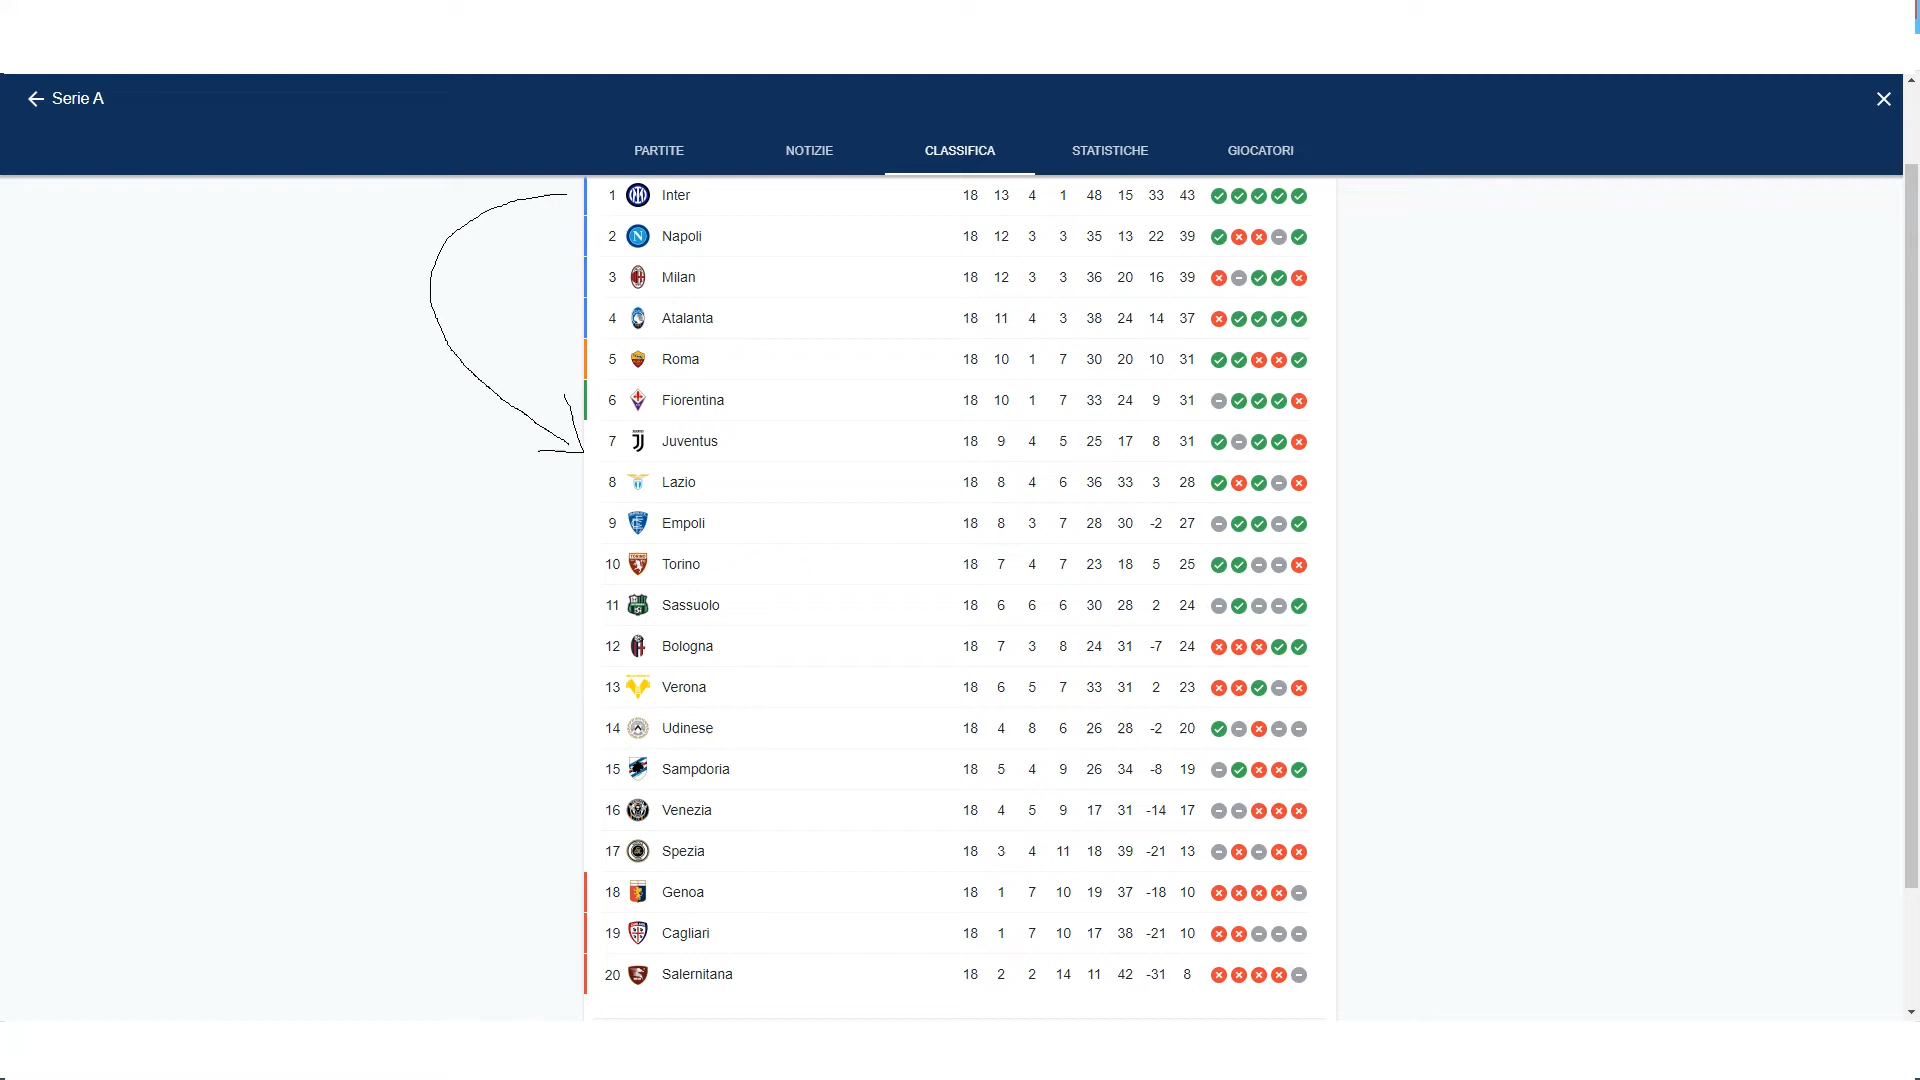 Serie A
PARTITE NOTIZIE CLASSIFICA STATISTICHE GIOCATORI
1 Inter 18 13 4 1 48 15 33 43
2 Napoli 18 12 3 3 35 13 22 39
3 Milan 18 12 3 3 36 20 16 39
4 Atalanta 18 11 4 3 38 24 14 37
5 Roma 18 10 1 7 30 20 10 31
6 Fiorentina 18 10 1 7 33 24 9 31
7 Juventus 18 9 4 5 25 17 8 31
8 Lazio 18 8 4 6 36 33 3 28
9 Empoli 18 8 3 7 28 30 -2 27
10 Torino 18 7 4 7 23 18 5 25
11 Sassuolo 18 6 6 6 30 28 2 24
12 Bologna 18 7 3 8 24 31 -7 24
13 Verona 18 6 5 7 33 31 2 23
14 Udinese 18 4 8 6 26 28 -2 20
15 Sampdoria 18 5 4 9 26 34 -8 19
16 Venezia 18 4 5 9 17 31 -14 17
17 Spezia 18 3 4 11 18 39 -21 13
18 Genoa 18 1 7 10 19 37 -18 10
19 Cagliari 18 1 7 10 17 38 -21 10
20 Salernitana 18 2 2 14 11 42 -31 8